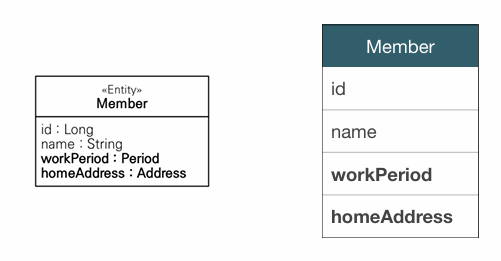 «Entity»
Member
id : Long
name : String
workPeriod : Period
homeAddress : Address
Member
id
name
workPeriod
homeAddress